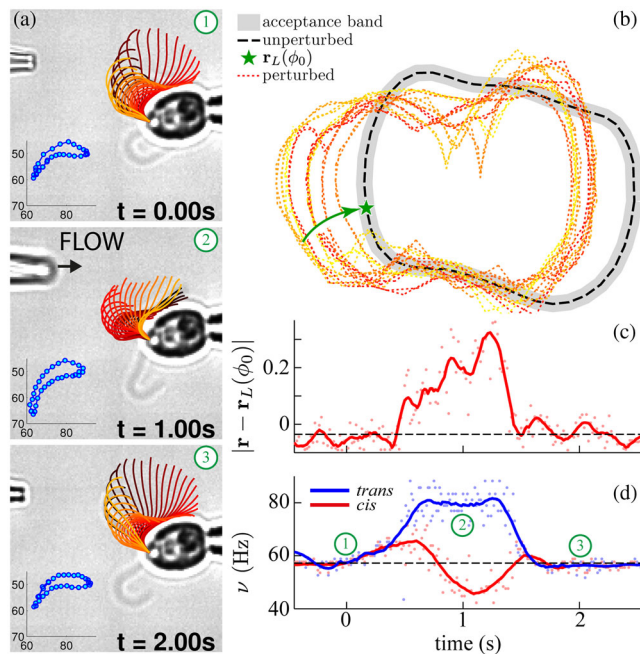 (a)
1
50
60
70
60
80
t = 0.00s
2
FLOW
50
60
70
60
80
t = 1.00s
3
50
60
70
60
80
t = 2.00s
acceptance band
unperturbed
r_L(ϕ_0)
perturbed
(b)
(c)
|r − r_L(ϕ_0)|
0.2
0
(d)
trans
cis
1
2
3
ν (Hz)
80
60
40
0
1
2
time (s)